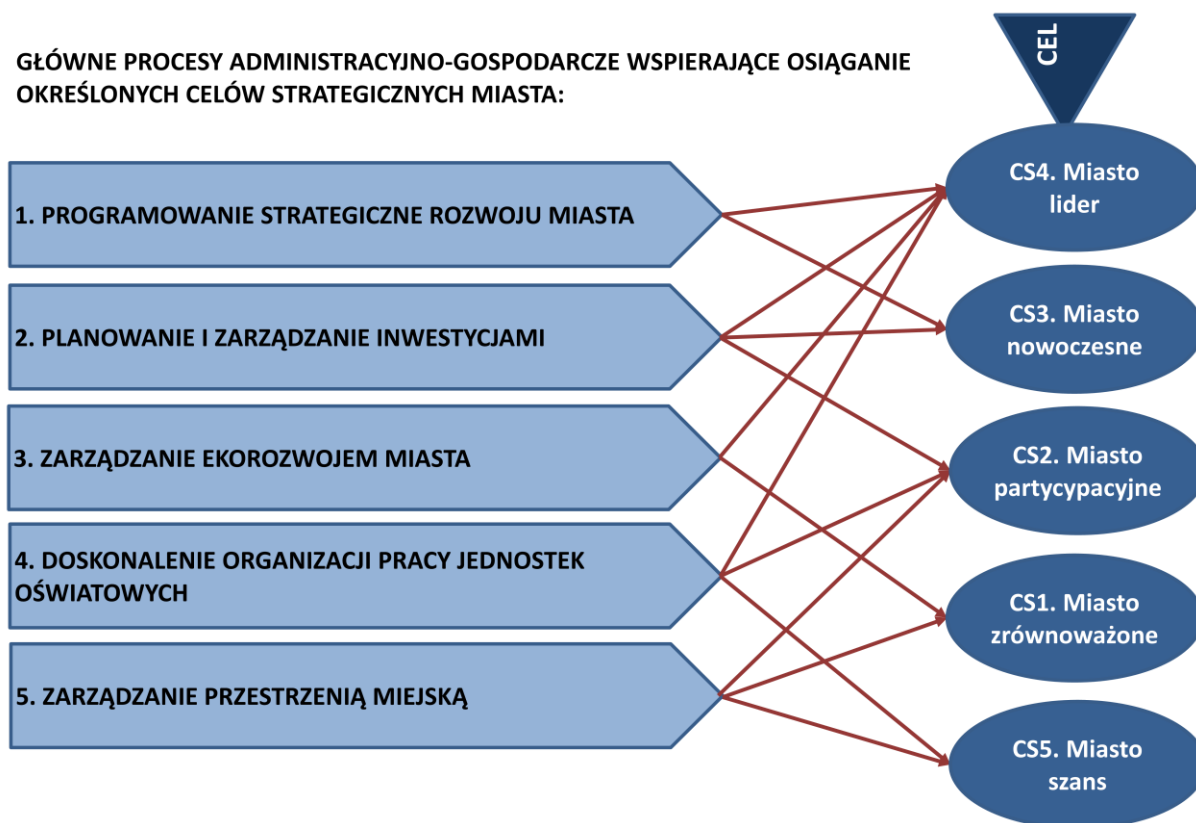 GŁÓWNE PROCESY ADMINISTRACYJNO-GOSPODARCZE WSPIERAJĄCE OSIĄGANIE
OKREŚLONYCH CELÓW STRATEGICZNYCH MIASTA:
CEL
1. PROGRAMOWANIE STRATEGICZNE ROZWOJU MIASTA
2. PLANOWANIE I ZARZĄDZANIE INWESTYCJAMI
3. ZARZĄDZANIE EKOROZWOJEM MIASTA
4. DOSKONALENIE ORGANIZACJI PRACY JEDNOSTEK
OŚWIATOWYCH
5. ZARZĄDZANIE PRZESTRZENIĄ MIEJSKĄ
CS4. Miasto
lider
CS3. Miasto
nowoczesne
CS2. Miasto
partycypacyjne
CS1. Miasto
zrównoważone
CS5. Miasto
szans